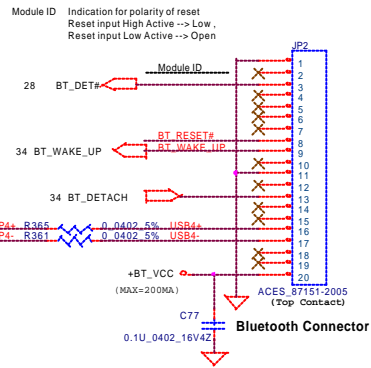 Module ID Indication for polarity of reset
Reset input High Active --> Low ,
Reset input Low Active --> Open
JP2
Module ID
1
2
28 BT_DET#
3
4
5
6
7
BT_RESET#
8
34 BT_WAKE_UP
BT_WAKE_UP
9
10
11
12
34 BT_DETACH
13
14
15
P4+ R365 0_0402_5% USB4+
16
P4- R361 0_0402_5% USB4-
17
18
19
+BT_VCC
20
(MAX=200MA)
ACES_87151-2005
(Top Contact)
C77
Bluetooth Connector
0.1U_0402_16V4Z